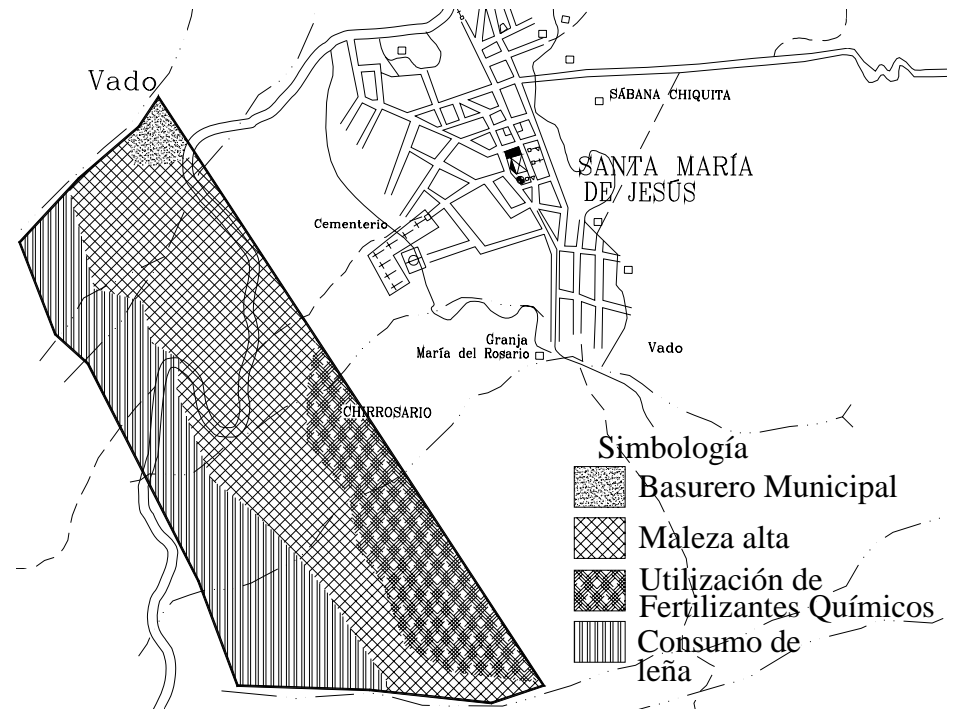 Vado
SÁBANA CHIQUITA
SANTA MARÍA
DE JESÚS
Cementerio
Granja
María del Rosario
Vado
CHIRROSARIO
Simbología
Basurero Municipal
Maleza alta
Utilización de
Fertilizantes Químicos
Consumo de
leña